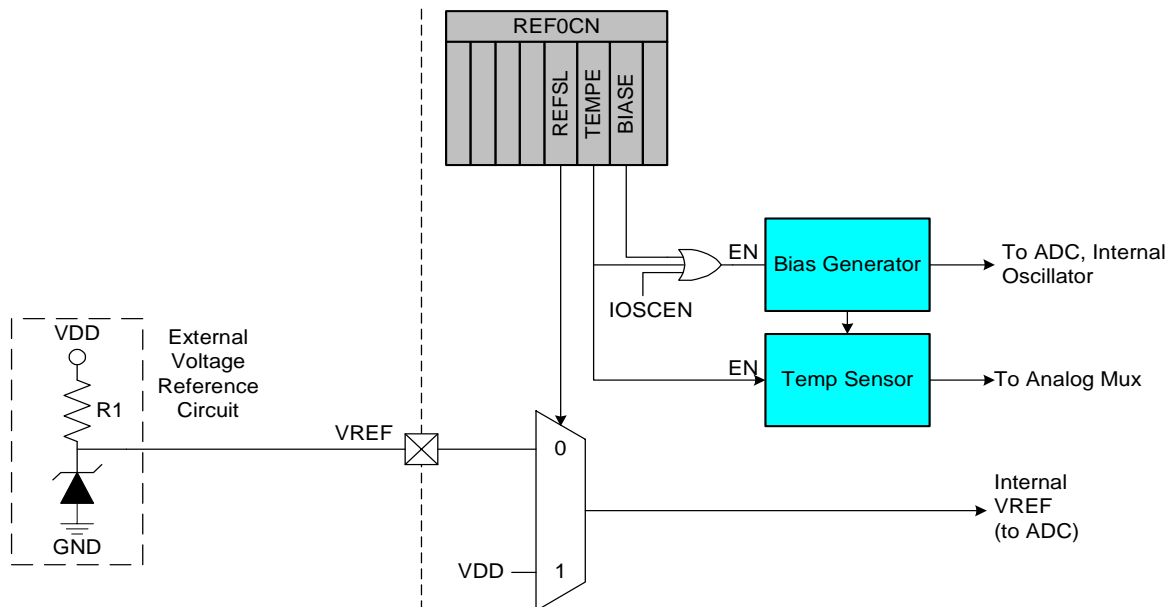 REF0CN
REFSL
TEMPE
BIASE
EN
Bias Generator
To ADC, Internal
Oscillator
IOSCEN
VDD
External
Voltage
Reference
Circuit
R1
EN
Temp Sensor
To Analog Mux
VREF
0
Internal
VREF
(to ADC)
GND
VDD
1